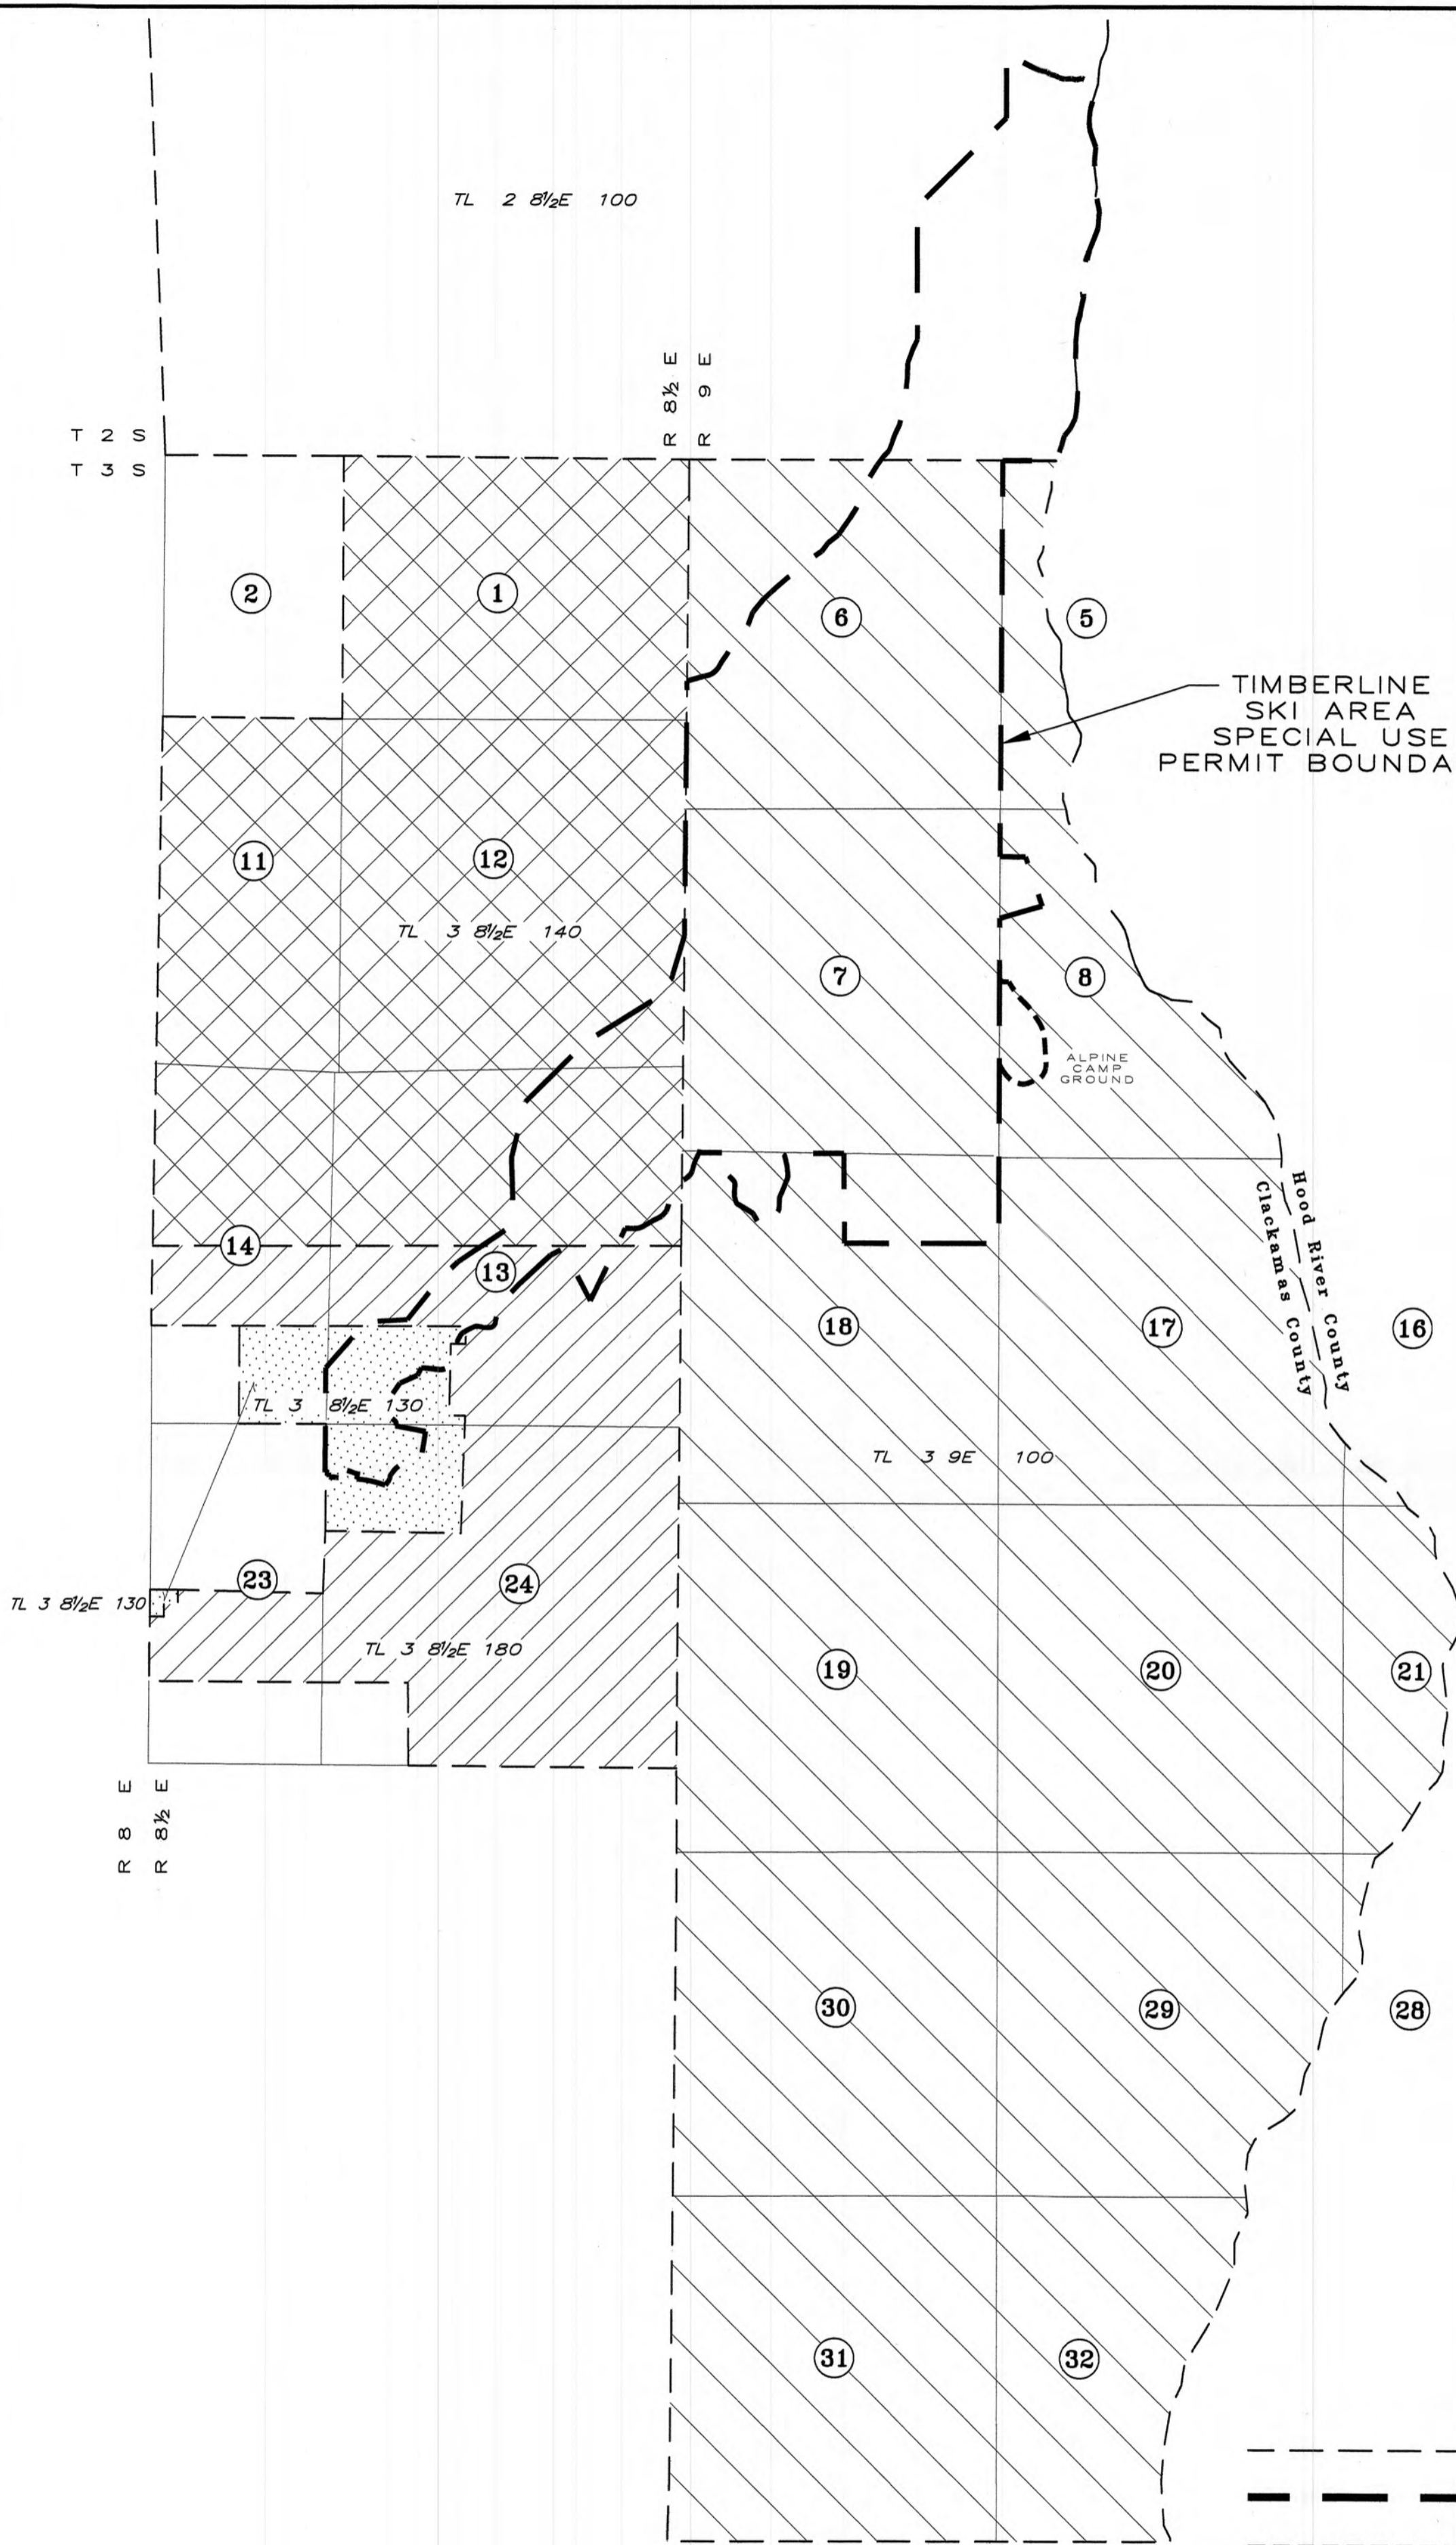 TL 2 8½E 100
R 8½ E
R 9 E
T 2 S
T 3 S
2
1
6
5
TIMBERLINE
SKI AREA
SPECIAL USE
PERMIT BOUNDA
11
12
TL 3 8½E 140
7
8
ALPINE
CAMP
GROUND
14
13
Hood River County
Clackamas County
18
17
16
TL 3 8½E 130
TL 3 9E 100
23
24
TL 3 8½E 130
TL 3 8½E 180
19
20
21
R 8 E
R 8½ E
30
29
28
31
32